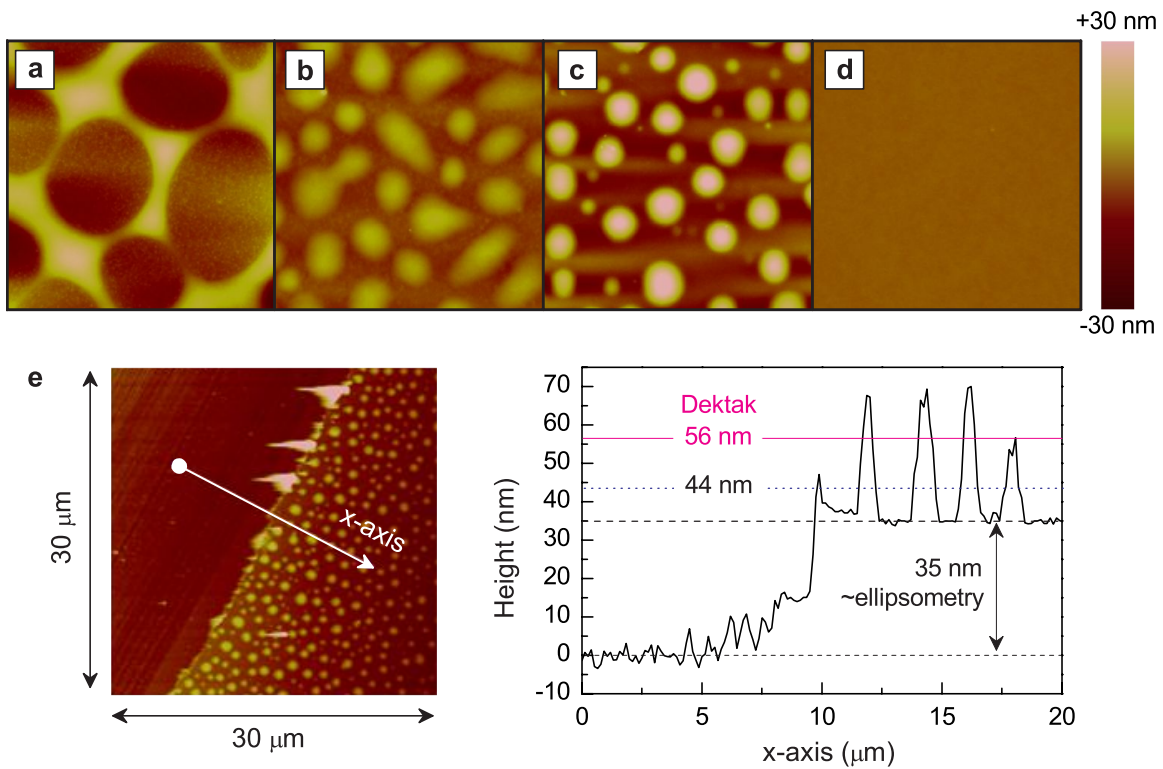 +30 nm
a
b
c
d
-30 nm
e
30 μm
x-axis
30 μm
Height (nm)
70
60
50
40
30
20
10
0
-10
Dektak
56 nm
44 nm
35 nm
~ellipsometry
0
5
10
15
20
x-axis (μm)